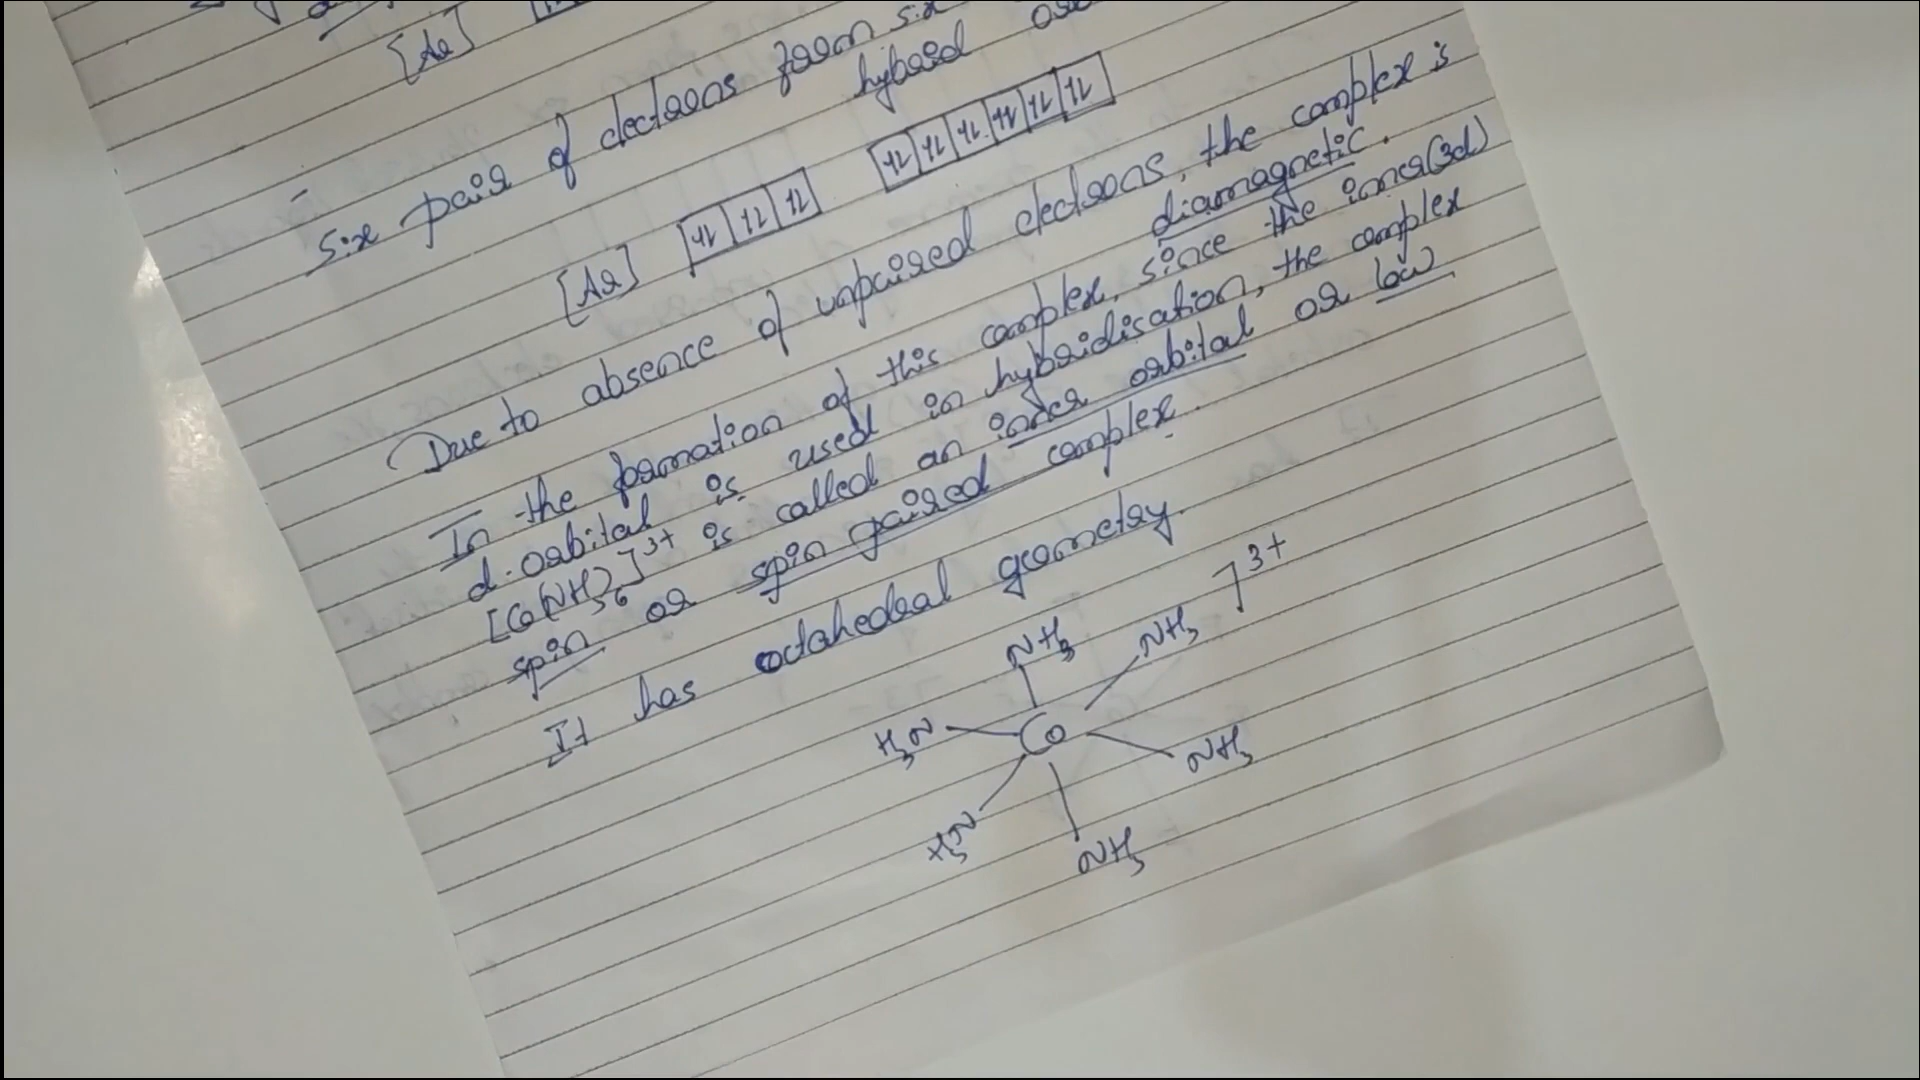 [Ar]
Six pair of electrons from six
hybrid
[Ar] ↑↓ ↑↓ ↑↓ ↑↓ ↑↓ ↑↓ ↑↓ ↑↓ ↑↓
Due to absence of unpaired electrons, the complex is
diamagnetic.
In the formation of this complex, since the inner (3d)
d-orbital is used in hybridisation, the complex
[Co(NH3)6]3+ is called an inner orbital or low
spin or spin paired complex.
It has octahedral geometry.
]3+
NH3 NH3
H3N Co NH3
H3N NH3